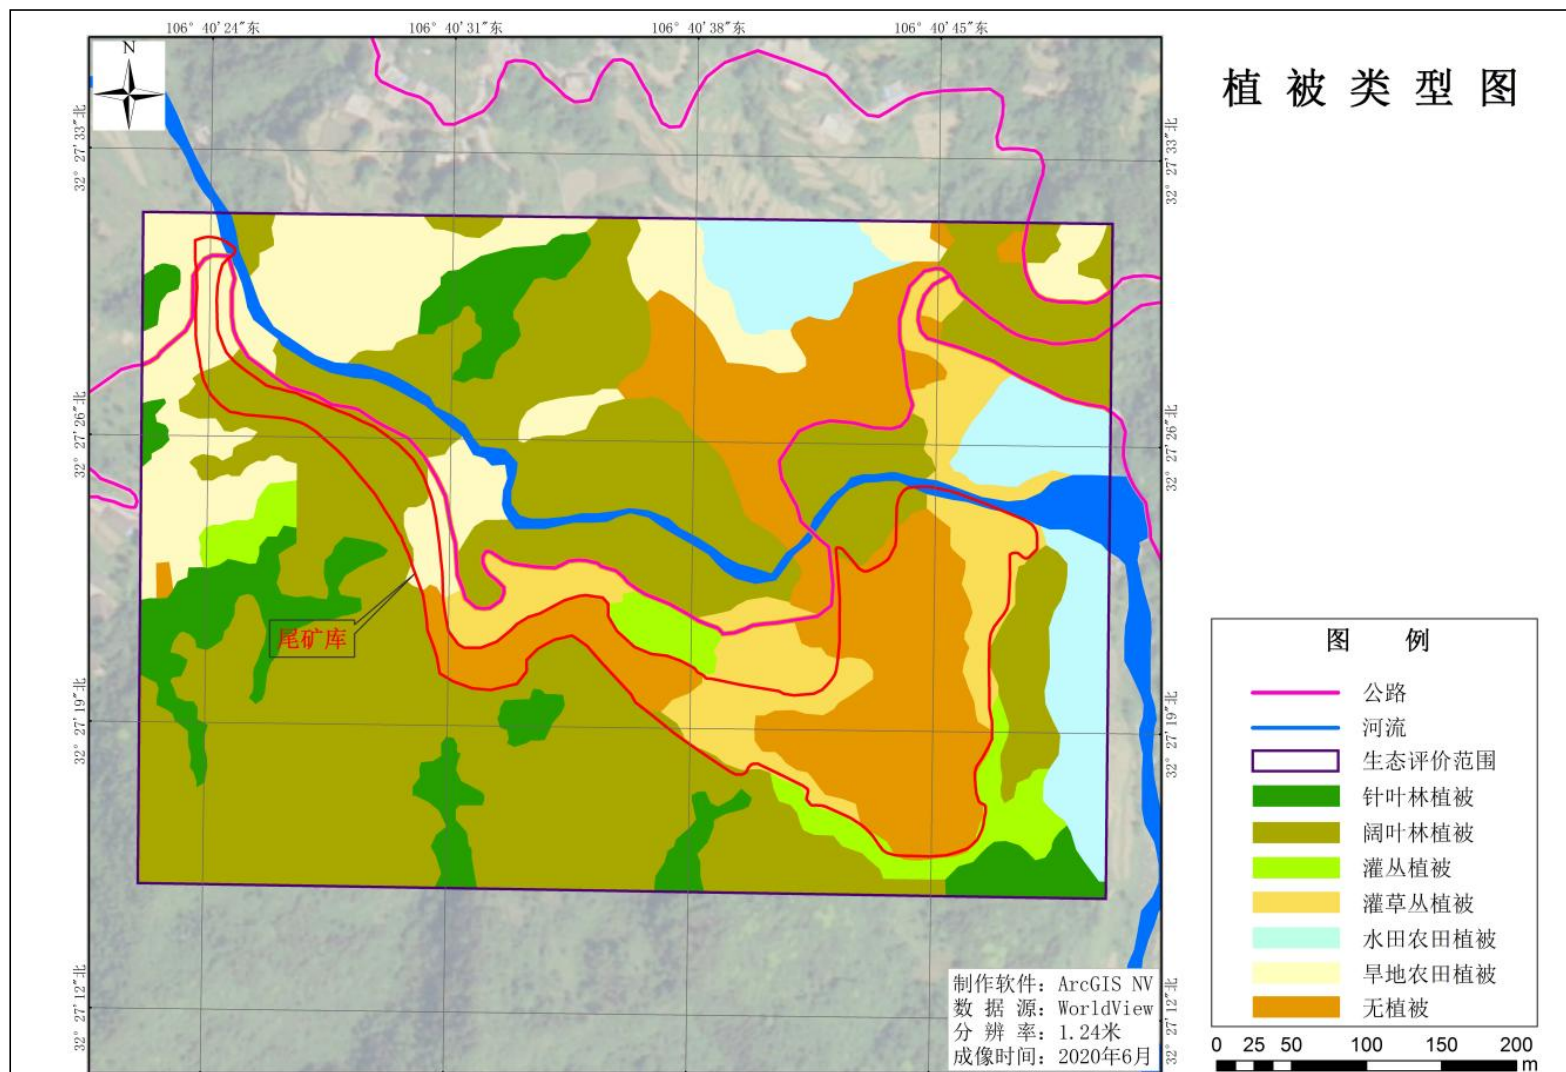 106° 40′24″东
106° 40′31″东
106° 40′38″东
106° 40′45″东
植被类型图
N
32° 27′33″北
32° 27′33″北
32° 27′26″北
32° 27′26″北
尾矿库
32° 27′19″北
32° 27′19″北
32° 27′12″北
32° 27′12″北
图 例
公路
河流
生态评价范围
针叶林植被
阔叶林植被
灌丛植被
灌草丛植被
水田农田植被
旱地农田植被
无植被
制作软件：ArcGIS NV
数 据 源：WorldView
分 辨 率：1.24米
成像时间：2020年6月
0 25 50 100 150 200
m